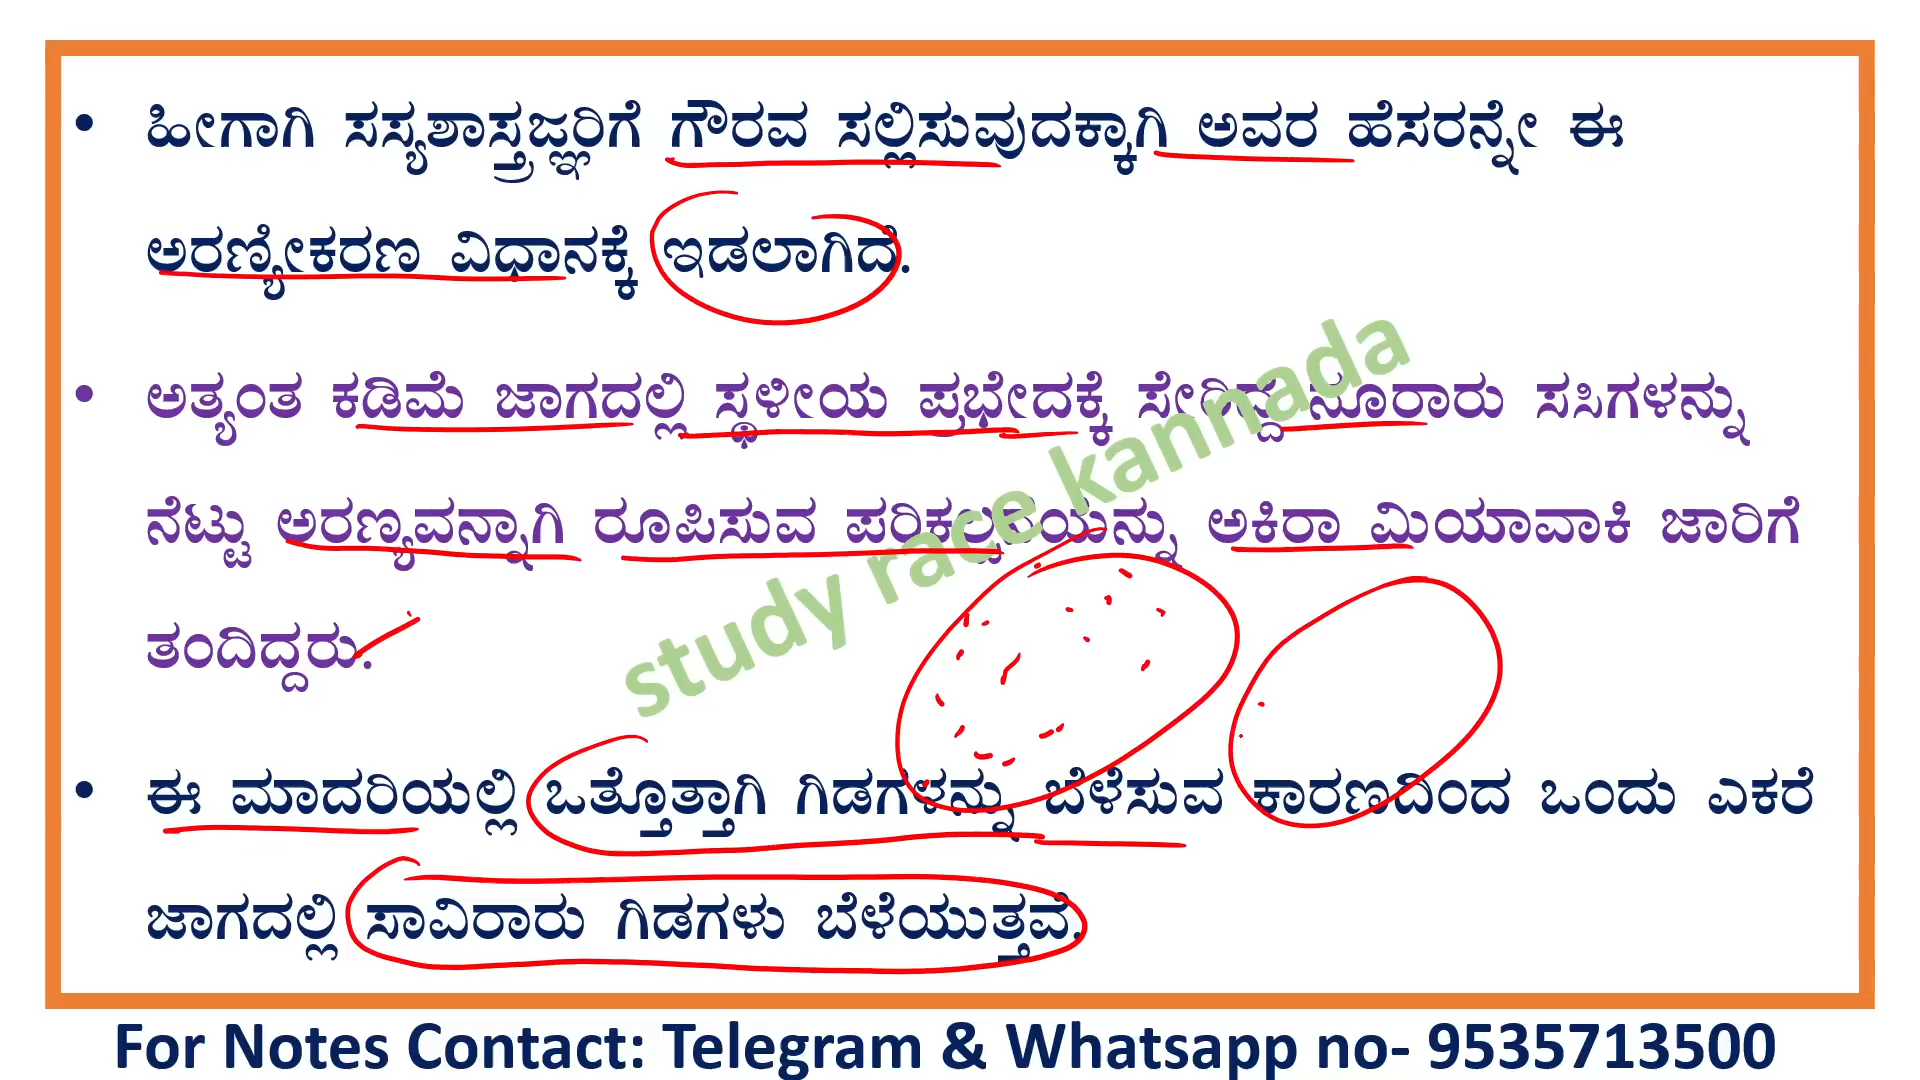 • ಹೀಗಾಗಿ ಸಸ್ಯಶಾಸ್ತ್ರಜ್ಞರಿಗೆ ಗೌರವ ಸಲ್ಲಿಸುವುದಕ್ಕಾಗಿ ಅವರ ಹೆಸರನ್ನೇ ಈ
ಅರಣ್ಯೀಕರಣ ವಿಧಾನಕ್ಕೆ ಇಡಲಾಗಿದೆ.
• ಅತ್ಯಂತ ಕಡಿಮೆ ಜಾಗದಲ್ಲಿ ಸ್ಥಳೀಯ ಪ್ರಭೇದಕ್ಕೆ ಸೇರಿದ್ದ ನೂರಾರು ಸಸಿಗಳನ್ನು
ನೆಟ್ಟು ಅರಣ್ಯವನ್ನಾಗಿ ರೂಪಿಸುವ ಪರಿಕಲ್ಪನೆಯನ್ನು ಅಕಿರಾ ಮಿಯಾವಾಕಿ ಜಾರಿಗೆ
ತಂದಿದ್ದರು.
study race kannada
• ಈ ಮಾದರಿಯಲ್ಲಿ ಒತ್ತೊತ್ತಾಗಿ ಗಿಡಗಳನ್ನು ಬೆಳೆಸುವ ಕಾರಣದಿಂದ ಒಂದು ಎಕರೆ
ಜಾಗದಲ್ಲಿ ಸಾವಿರಾರು ಗಿಡಗಳು ಬೆಳೆಯುತ್ತವೆ.
For Notes Contact: Telegram & Whatsapp no- 9535713500